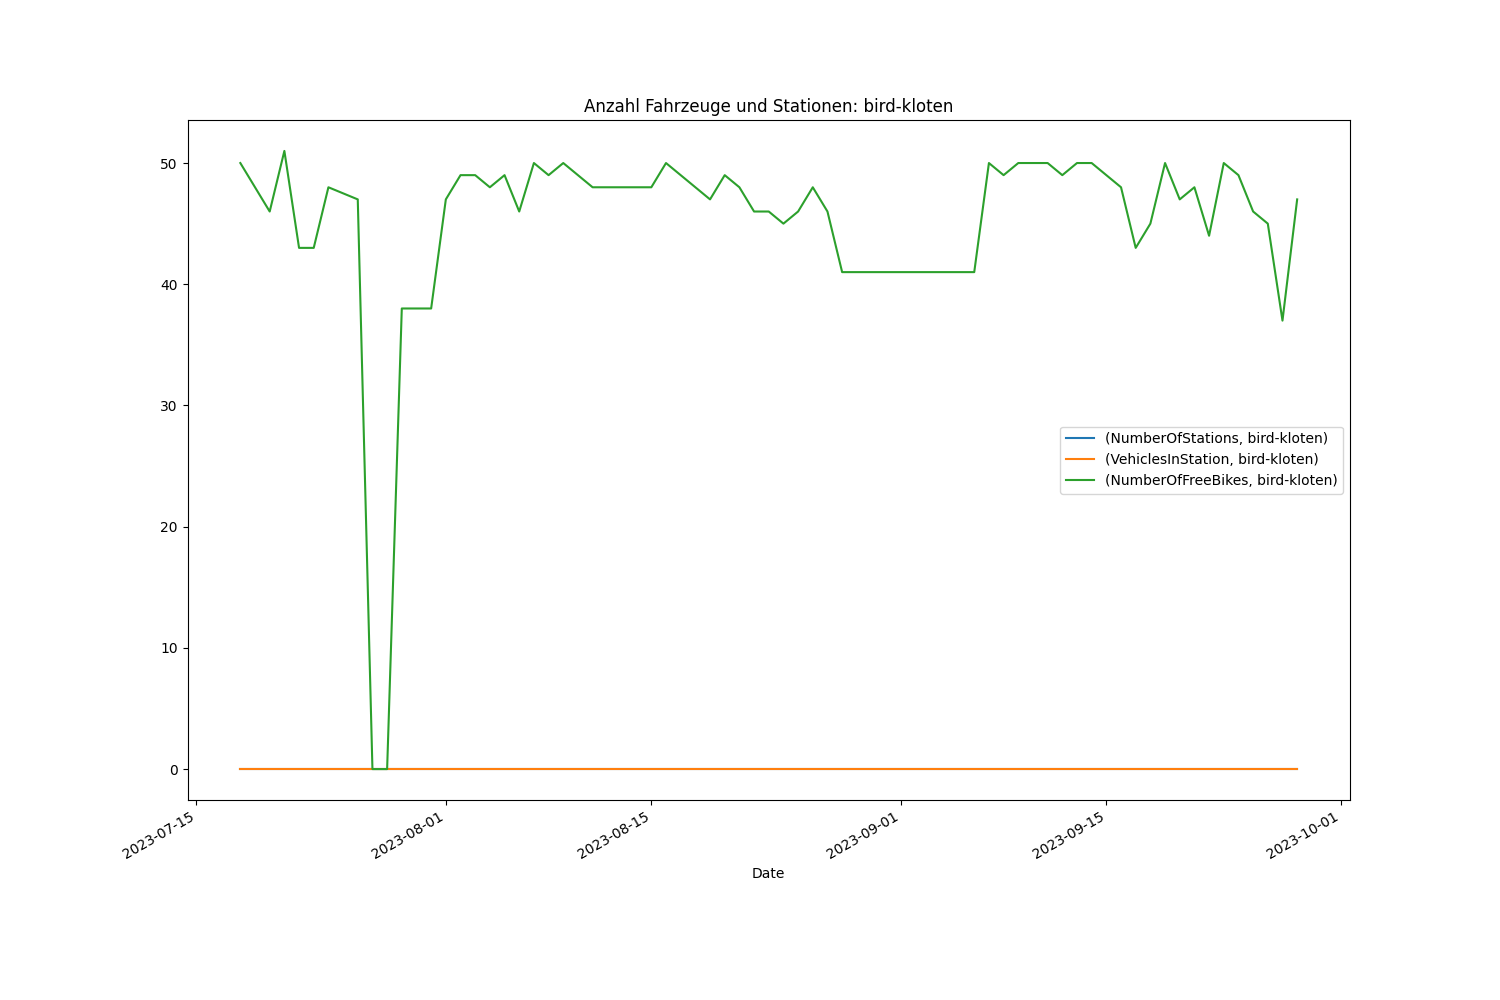 Anzahl Fahrzeuge und Stationen: bird-kloten
50
40
30
20
10
0
(NumberOfStations, bird-kloten)
(VehiclesInStation, bird-kloten)
(NumberOfFreeBikes, bird-kloten)
2023-07-15
2023-08-01
2023-08-15
2023-09-01
2023-09-15
2023-10-01
Date